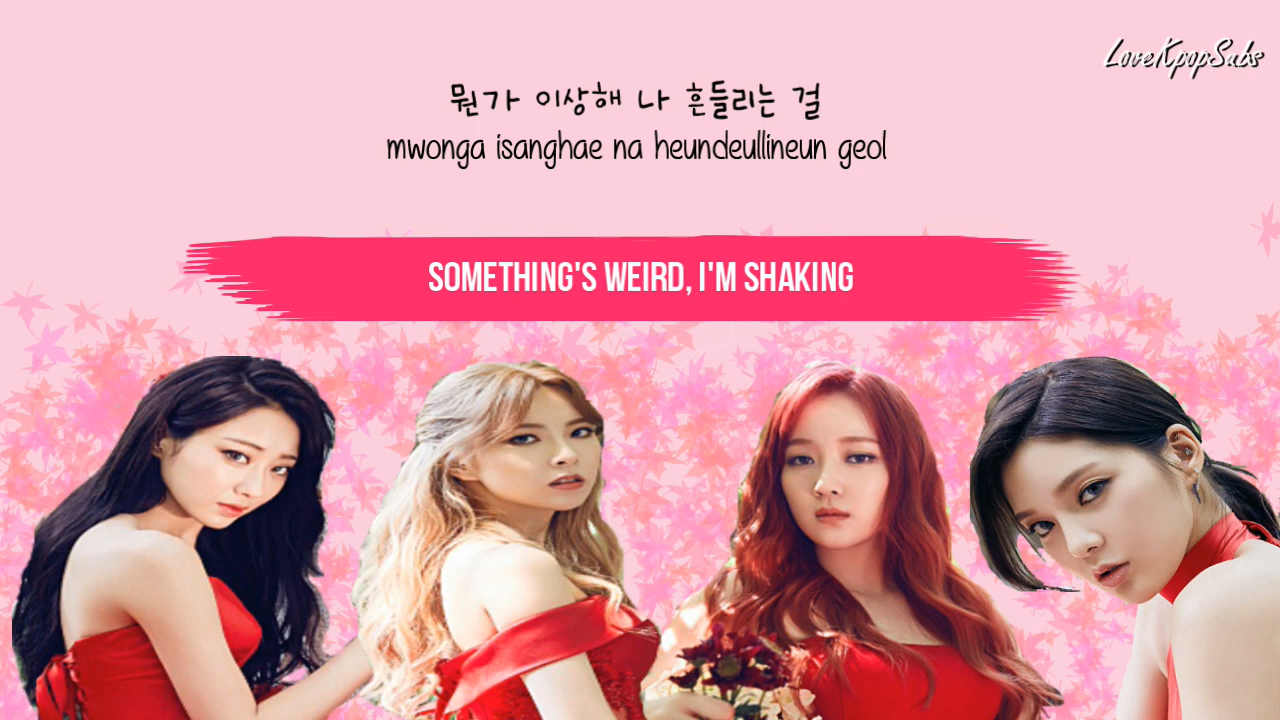 LoveKpopSubs
뭔가 이상해 나 흔들리는 걸
mwonga isanghae na heundeullineun geol
SOMETHING'S WEIRD, I'M SHAKING